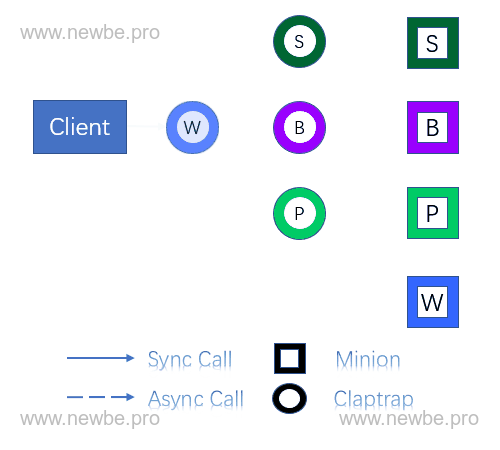 www.newbe.pro
S
S
Client
W
B
B
P
P
W
Sync Call
Minion
Async Call
Claptrap
www.newbe.pro
www.newbe.pro